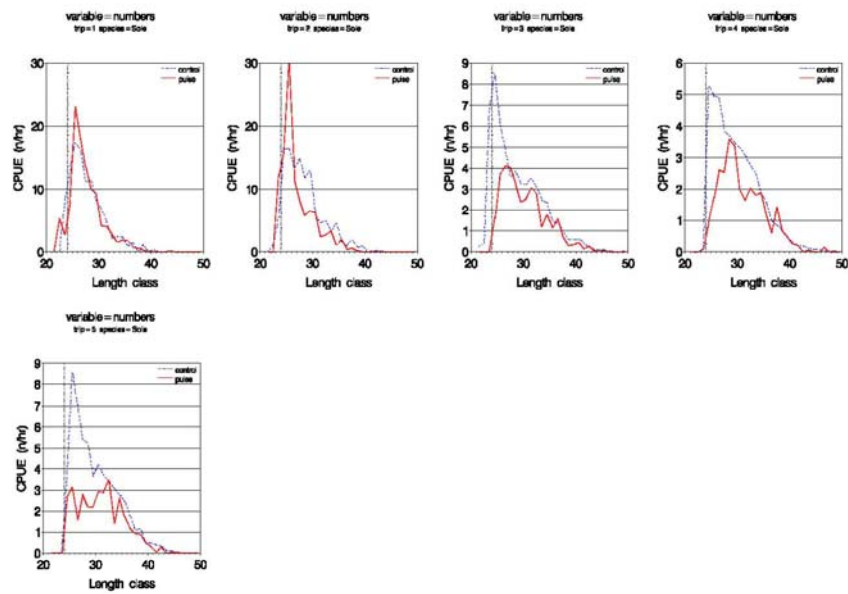 variable=numbers
trip=1 species=Sole
CPUE (n/hr)
30
20
10
0
control
pulse
20 30 40 50
Length class
variable=numbers
trip=2 species=Sole
CPUE (n/hr)
30
20
10
0
control
pulse
20 30 40 50
Length class
variable=numbers
trip=3 species=Sole
CPUE (n/hr)
9
8
7
6
5
4
3
2
1
0
control
pulse
20 30 40 50
Length class
variable=numbers
trip=4 species=Sole
CPUE (n/hr)
6
5
4
3
2
1
0
control
pulse
20 30 40 50
Length class
variable=numbers
trip=5 species=Sole
CPUE (n/hr)
9
8
7
6
5
4
3
2
1
0
control
pulse
20 30 40 50
Length class